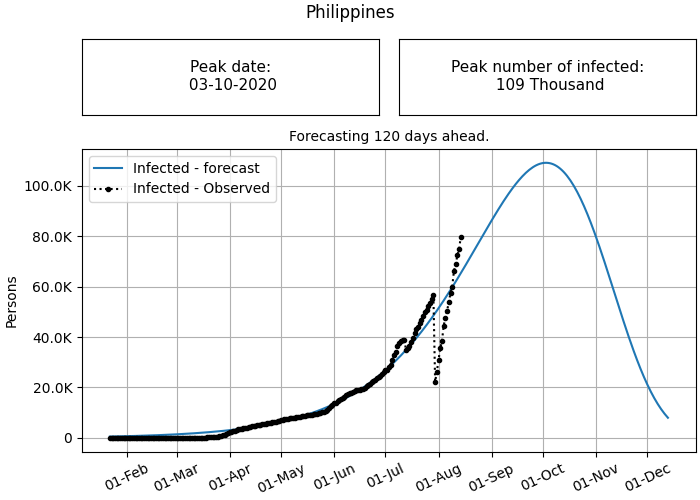 Philippines
Peak date:
03-10-2020
Peak number of infected:
109 Thousand
Forecasting 120 days ahead.
Infected - forecast
Infected - Observed
Persons
100.0K
80.0K
60.0K
40.0K
20.0K
0
01-Feb
01-Mar
01-Apr
01-May
01-Jun
01-Jul
01-Aug
01-Sep
01-Oct
01-Nov
01-Dec